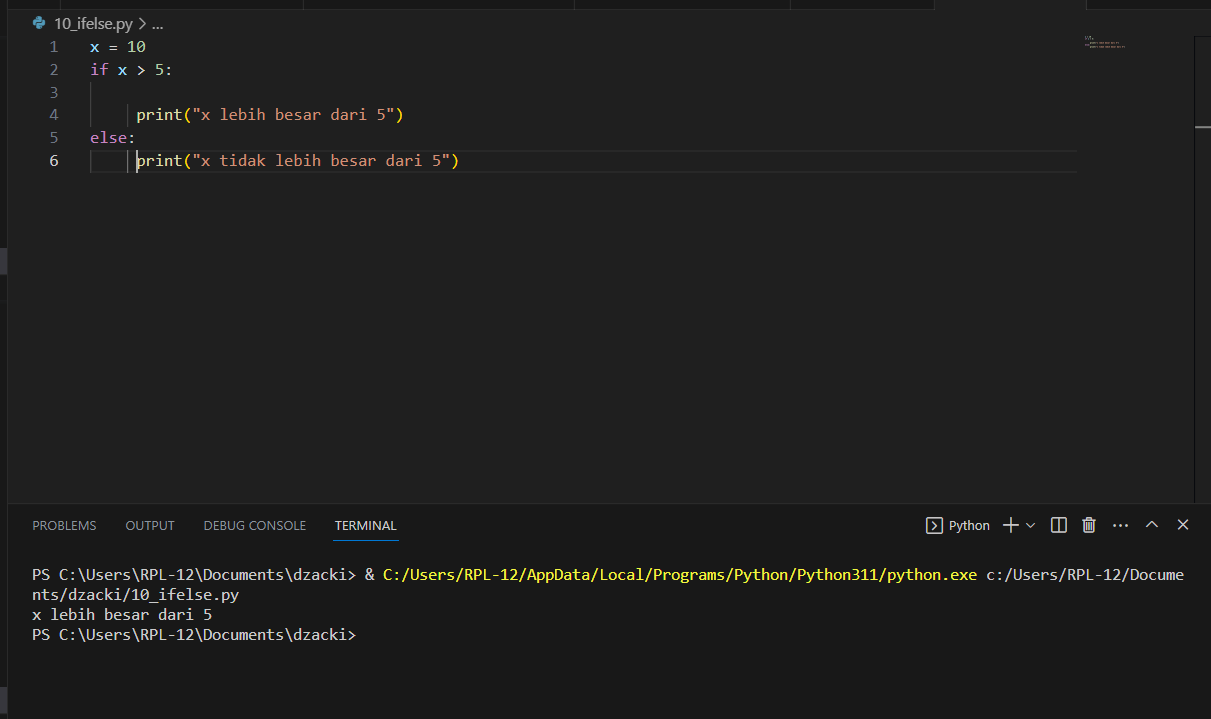 10_ifelse.py > ...
1 x = 10
2 if x > 5:
3
4 print("x lebih besar dari 5")
5 else:
6 print("x tidak lebih besar dari 5")
PROBLEMS OUTPUT DEBUG CONSOLE TERMINAL Python
PS C:\Users\RPL-12\Documents\dzacki> & C:/Users/RPL-12/AppData/Local/Programs/Python/Python311/python.exe c:/Users/RPL-12/Docume
nts/dzacki/10_ifelse.py
x lebih besar dari 5
PS C:\Users\RPL-12\Documents\dzacki>